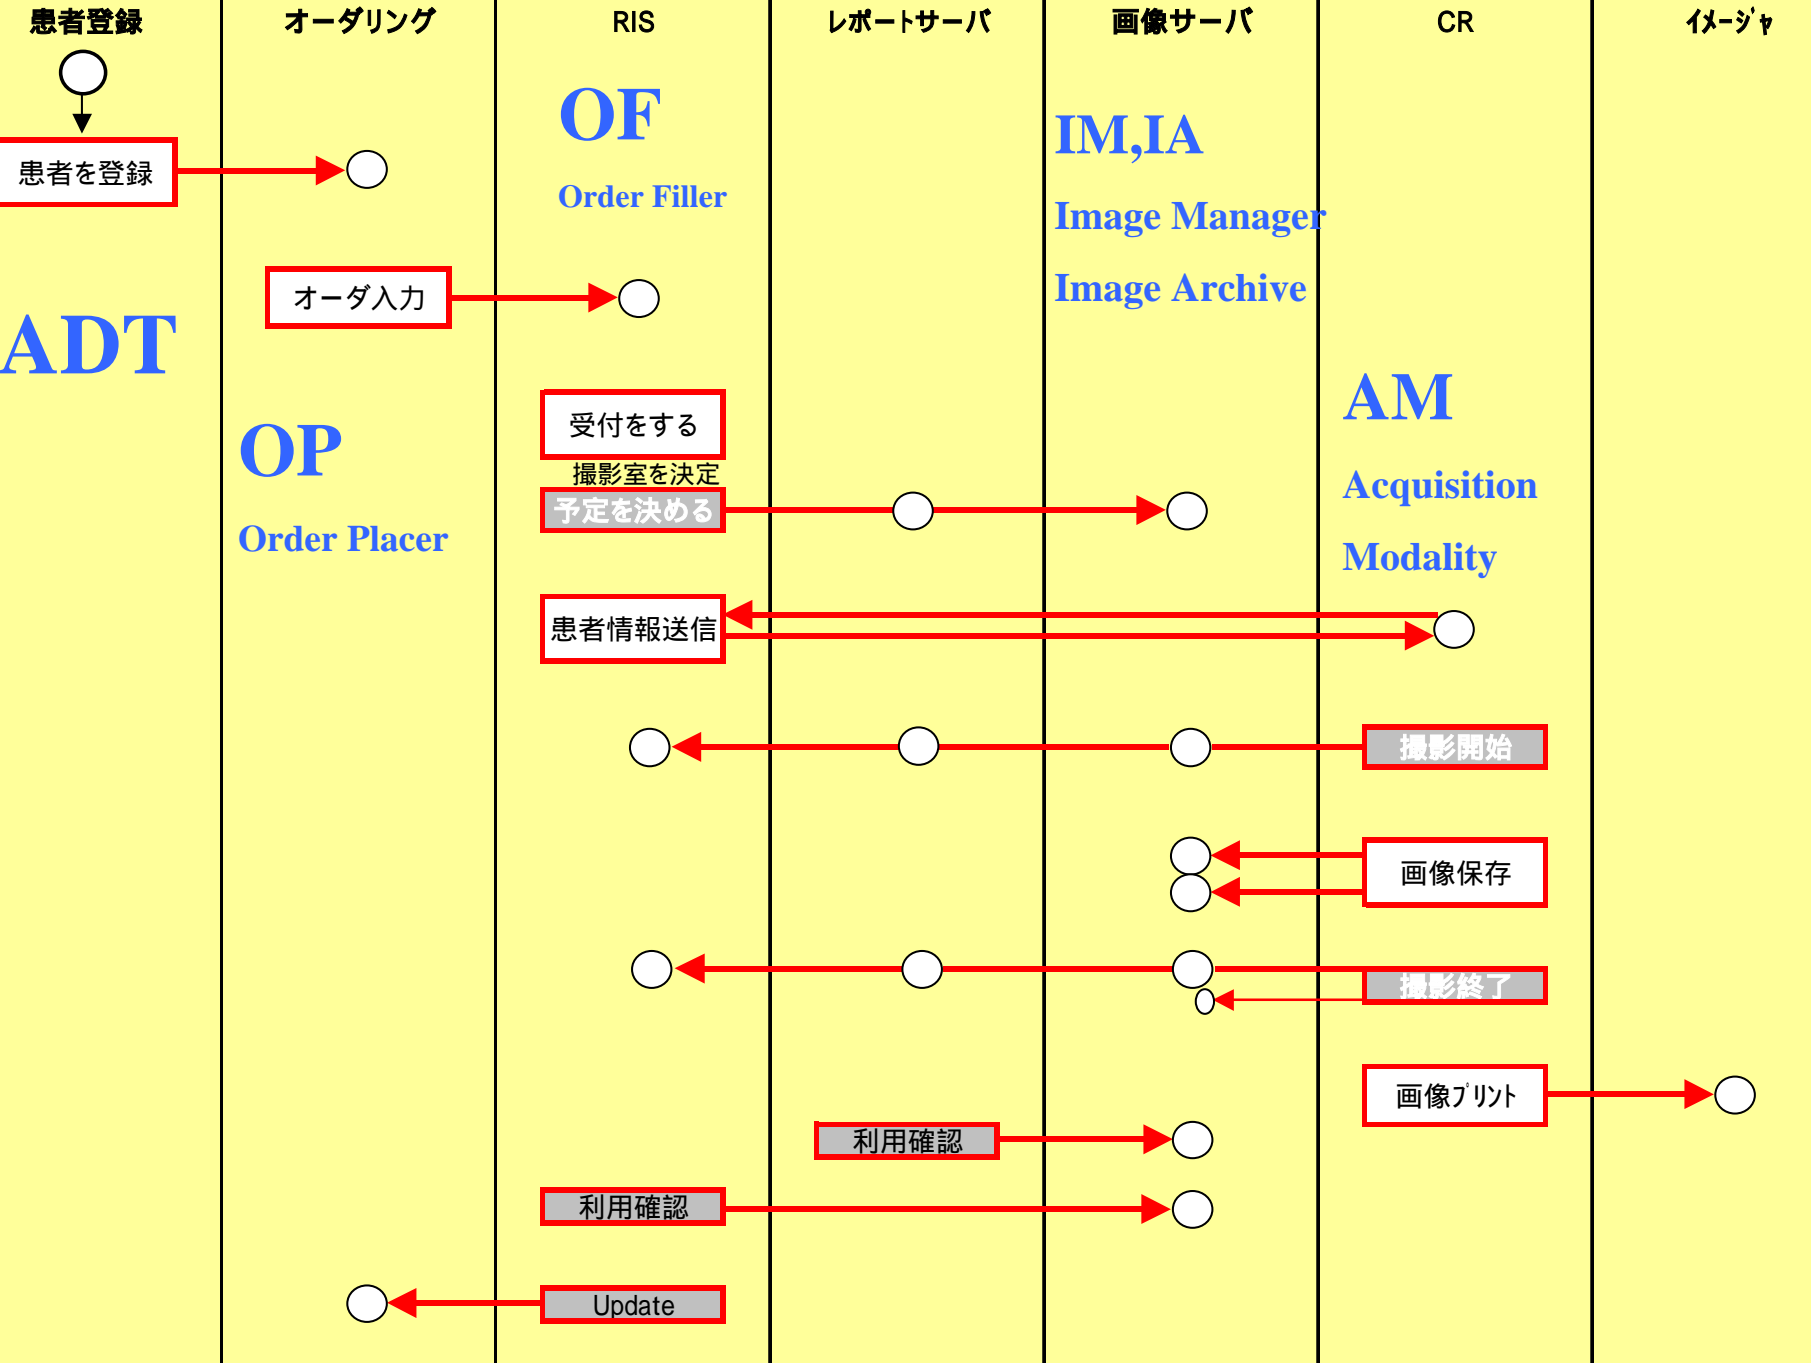 患者登録
オーダリング
RIS
レポートサーバ
画像サーバ
CR
ｲﾒｰｼﾞｬ
OF
Order Filler
IM,IA
Image Manager
Image Archive
患者を登録
オーダ入力
ADT
OP
Order Placer
受付をする
撮影室を決定
予定を決める
AM
Acquisition
Modality
患者情報送信
撮影開始
画像保存
撮影終了
画像ﾌﾟﾘﾝﾄ
利用確認
利用確認
Update